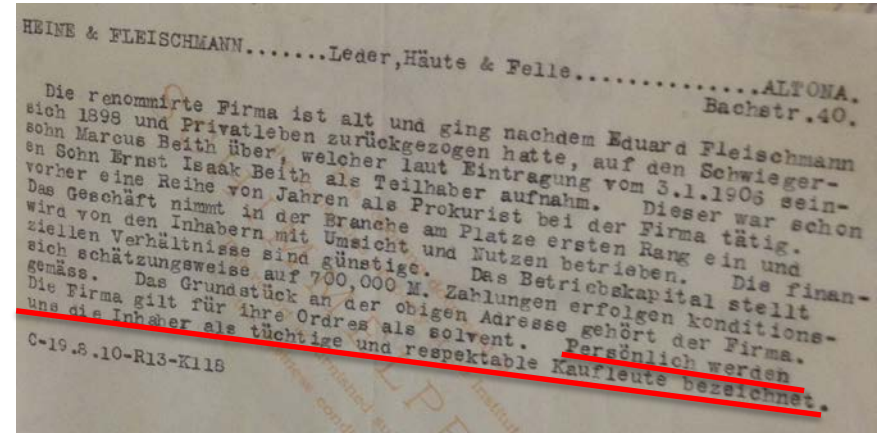 HEINE & FLEISCHMANN.......Leder,Häute & Felle..............ALTONA.
Bachstr.40.
Die renommirte Firma ist alt und ging nachdem Eduard Fleischmann
sich 1898 und Privatleben zurückgezogen hatte, auf den Schwieger-
sohn Marcus Beith über, welcher laut Eintragung vom 3.1.1906 sein-
en Sohn Ernst Isaak Beith als Teilhaber aufnahm. Dieser war schon
vorher eine Reihe von Jahren als Prokurist bei der Firma tätig.
Das Geschäft nimmt in der Branche am Platze ersten Rang ein und
wird von den Inhabern mit Umsicht und Nutzen betrieben. Die finan-
ziellen Verhältnisse sind günstige. Das Betriebskapital stellt
sich schätzungsweise auf 700,000 M. Zahlungen erfolgen konditions-
gemäss. Das Grundstück an der obigen Adresse gehört der Firma.
Die Firma gilt für ihre Ordres als solvent. Persönlich werden
uns die Inhaber als tüchtige und respektable Kaufleute bezeichnet.
C-19.8.10-R13-K118